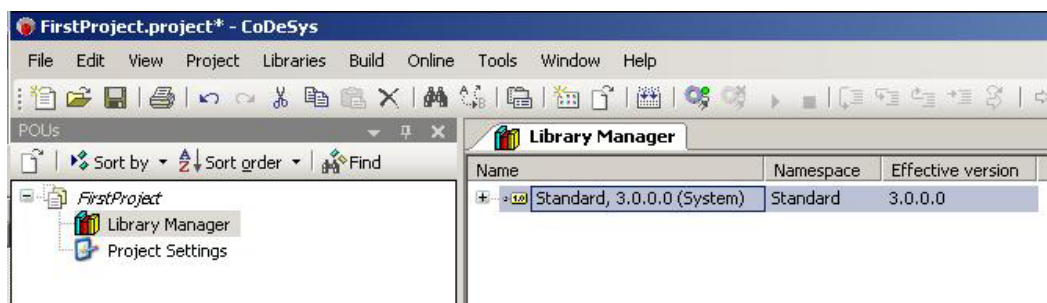 FirstProject.project* - CoDeSys
File Edit View Project Libraries Build Online Tools Window Help
POUs
Sort by Sort order Find
FirstProject
Library Manager
Project Settings
Library Manager
Name Namespace Effective version
Standard, 3.0.0.0 (System) Standard 3.0.0.0